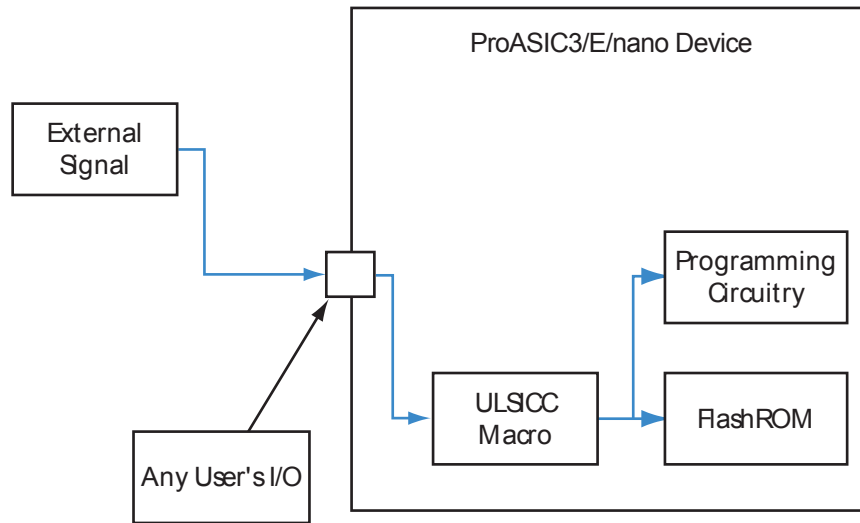 ProASIC3/E/nano Device
External
Signal
Programming
Circuitry
ULSICC
Macro
FlashROM
Any User's I/O